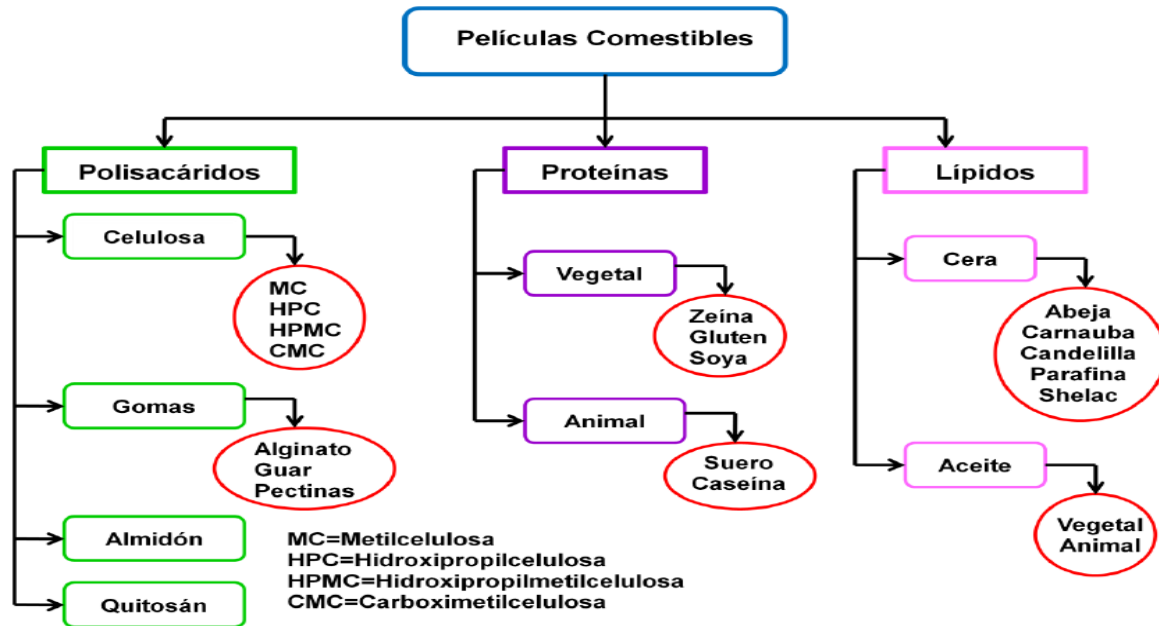 Películas Comestibles
Polisacáridos
Proteínas
Lípidos
Celulosa
MC
HPC
HPMC
CMC
Gomas
Alginato
Guar
Pectinas
Almidón
Quitosán
MC=Metilcelulosa
HPC=Hidroxipropilcelulosa
HPMC=Hidroxipropilmetilcelulosa
CMC=Carboximetilcelulosa
Vegetal
Zeína
Gluten
Soya
Animal
Suero
Caseína
Cera
Abeja
Carnauba
Candelilla
Parafina
Shelac
Aceite
Vegetal
Animal